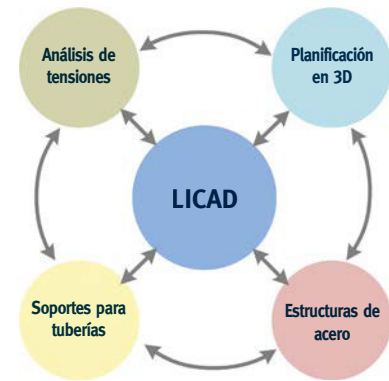 Análisis de
tensiones
Planificación
en 3D
LICAD
Soportes para
tuberías
Estructuras de
acero